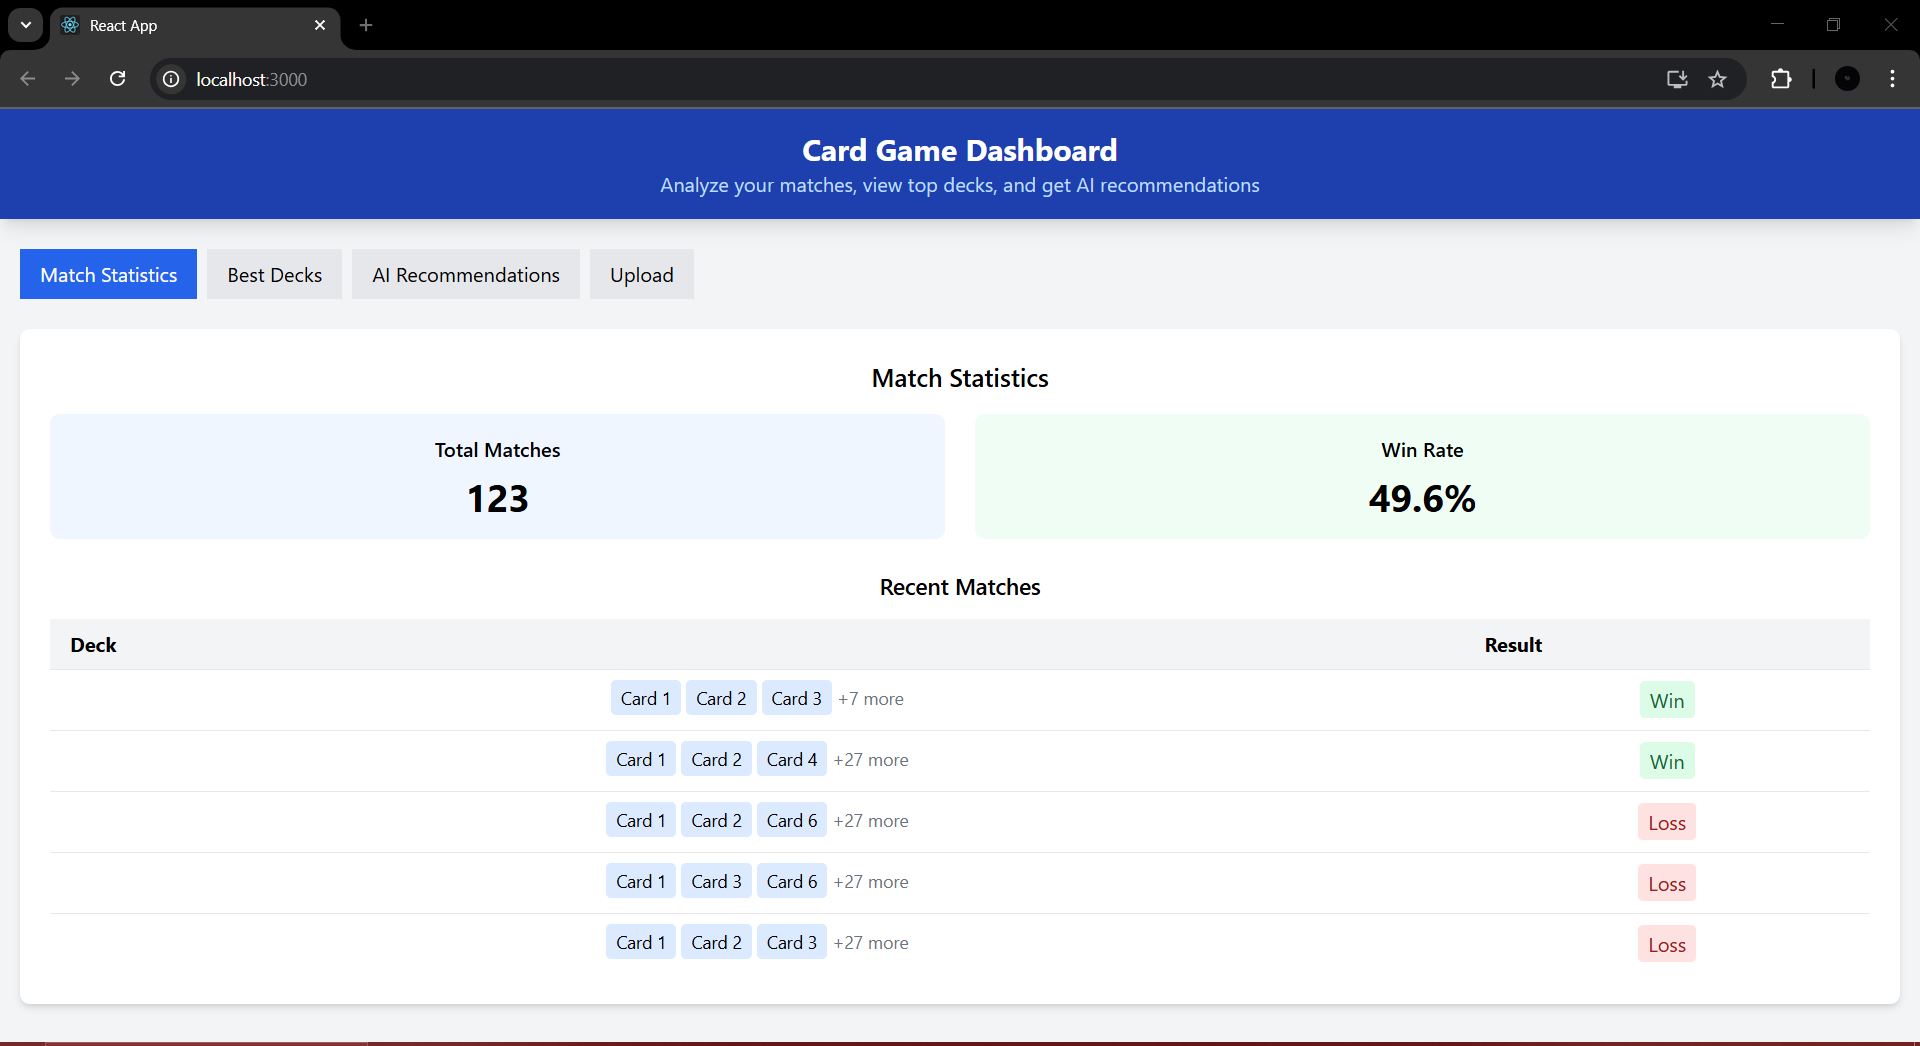 React App
localhost:3000
Card Game Dashboard
Analyze your matches, view top decks, and get AI recommendations
Match Statistics Best Decks AI Recommendations Upload
Match Statistics
Total Matches Win Rate
123 49.6%
Recent Matches
Deck Result
Card 1 Card 2 Card 3 +7 more Win
Card 1 Card 2 Card 4 +27 more Win
Card 1 Card 2 Card 6 +27 more Loss
Card 1 Card 3 Card 6 +27 more Loss
Card 1 Card 2 Card 3 +27 more Loss